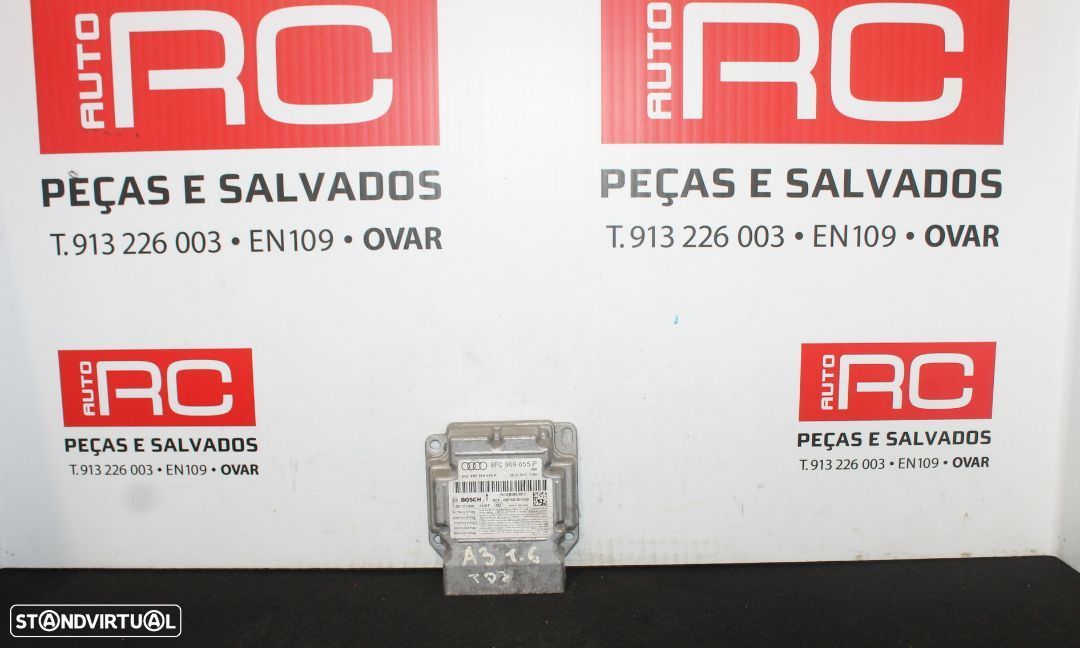 AUTO RC
PEÇAS E SALVADOS
T. 913 226 003 • EN109 • OVAR
AUTO RC
PEÇAS E SALVADOS
T. 913 226 003 • EN109 • OVAR
AUTO RC
PEÇAS E SALVADOS
T. 913 226 003 • EN109 • OVAR
AUTO RC
PEÇAS E SALVADOS
T. 913 226 003 • EN109 • OVAR
8P0 959 655 P
BOSCH
A3 1.6
TDI
STANDVIRTUAL